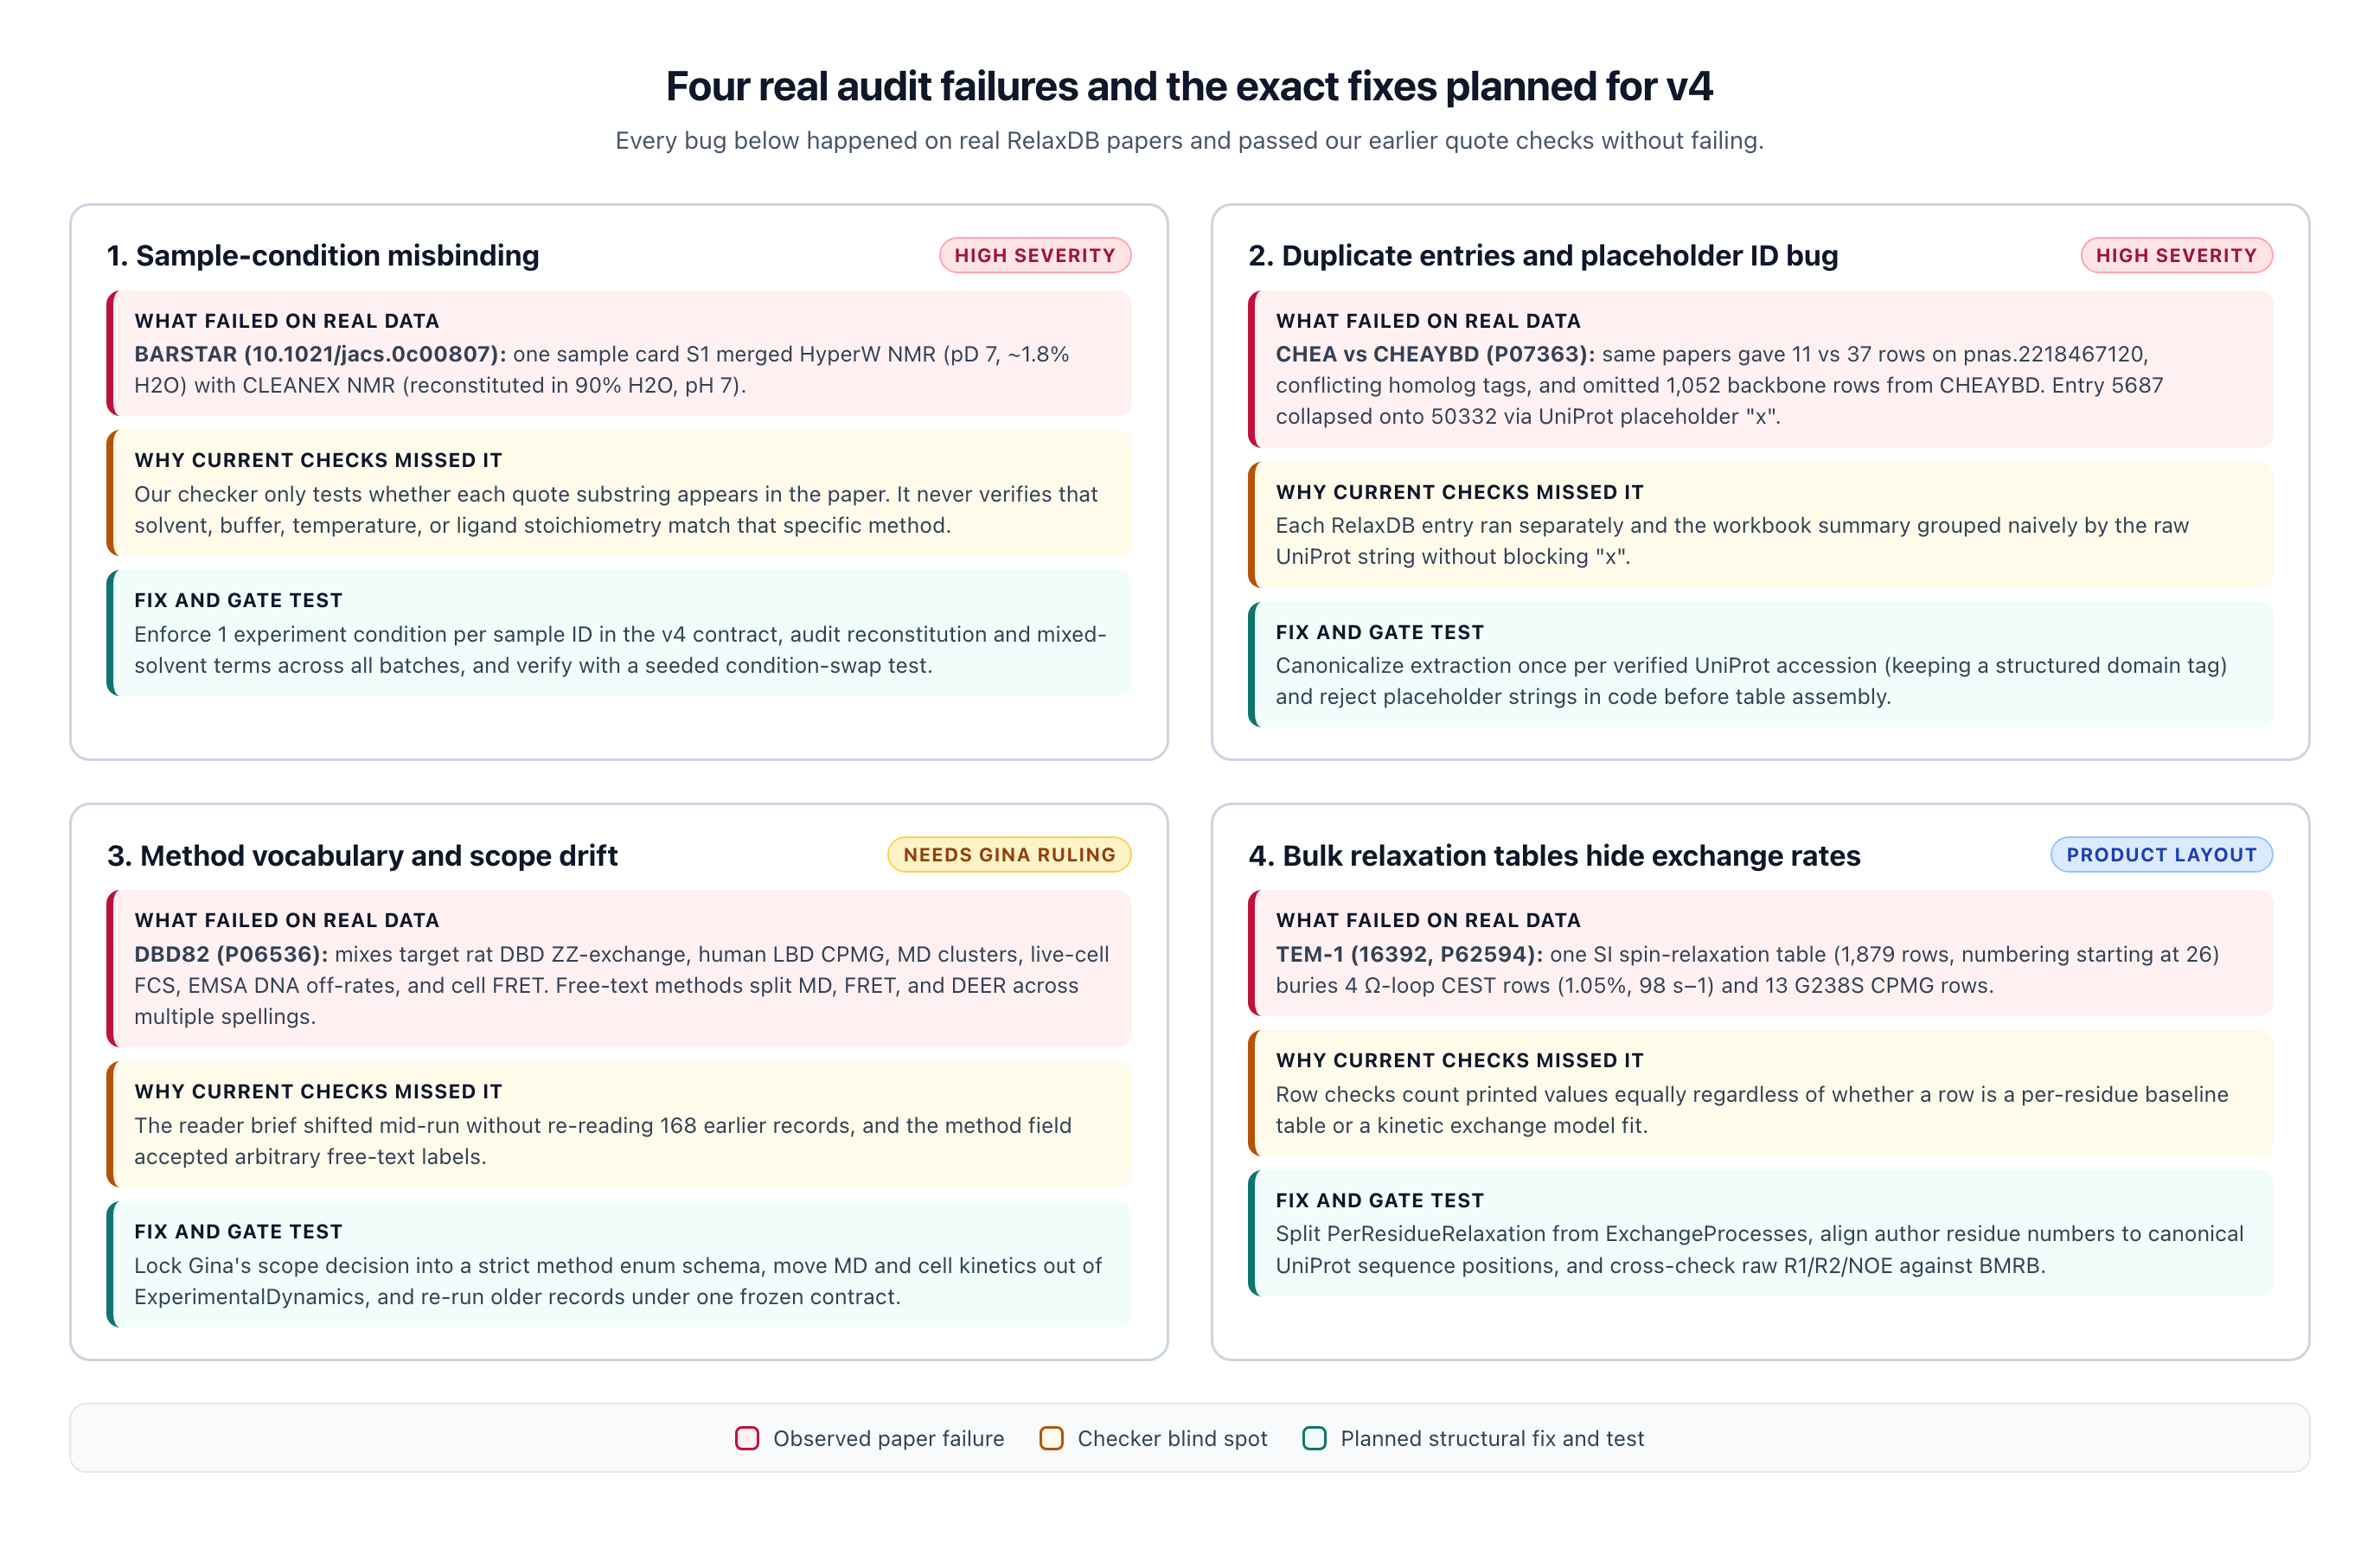 Four real audit failures and the exact fixes planned for v4
Every bug below happened on real RelaxDB papers and passed our earlier quote checks without failing.
1. Sample-condition misbinding
HIGH SEVERITY
WHAT FAILED ON REAL DATA
BARSTAR (10.1021/jacs.0c00807): one sample card S1 merged HyperW NMR (pD 7, ~1.8%
H2O) with CLEANEX NMR (reconstituted in 90% H2O, pH 7).
WHY CURRENT CHECKS MISSED IT
Our checker only tests whether each quote substring appears in the paper. It never verifies that
solvent, buffer, temperature, or ligand stoichiometry match that specific method.
FIX AND GATE TEST
Enforce 1 experiment condition per sample ID in the v4 contract, audit reconstitution and mixed-
solvent terms across all batches, and verify with a seeded condition-swap test.
2. Duplicate entries and placeholder ID bug
HIGH SEVERITY
WHAT FAILED ON REAL DATA
CHEA vs CHEAYBD (P07363): same papers gave 11 vs 37 rows on pnas.2218467120,
conflicting homolog tags, and omitted 1,052 backbone rows from CHEAYBD. Entry 5687
collapsed onto 50332 via UniProt placeholder "x".
WHY CURRENT CHECKS MISSED IT
Each RelaxDB entry ran separately and the workbook summary grouped naively by the raw
UniProt string without blocking "x".
FIX AND GATE TEST
Canonicalize extraction once per verified UniProt accession (keeping a structured domain tag)
and reject placeholder strings in code before table assembly.
3. Method vocabulary and scope drift
NEEDS GINA RULING
WHAT FAILED ON REAL DATA
DBD82 (P06536): mixes target rat DBD ZZ-exchange, human LBD CPMG, MD clusters, live-cell
FCS, EMSA DNA off-rates, and cell FRET. Free-text methods split MD, FRET, and DEER across
multiple spellings.
WHY CURRENT CHECKS MISSED IT
The reader brief shifted mid-run without re-reading 168 earlier records, and the method field
accepted arbitrary free-text labels.
FIX AND GATE TEST
Lock Gina's scope decision into a strict method enum schema, move MD and cell kinetics out of
ExperimentalDynamics, and re-run older records under one frozen contract.
4. Bulk relaxation tables hide exchange rates
PRODUCT LAYOUT
WHAT FAILED ON REAL DATA
TEM-1 (16392, P62594): one SI spin-relaxation table (1,879 rows, numbering starting at 26)
buries 4 Ω-loop CEST rows (1.05%, 98 s−1) and 13 G238S CPMG rows.
WHY CURRENT CHECKS MISSED IT
Row checks count printed values equally regardless of whether a row is a per-residue baseline
table or a kinetic exchange model fit.
FIX AND GATE TEST
Split PerResidueRelaxation from ExchangeProcesses, align author residue numbers to canonical
UniProt sequence positions, and cross-check raw R1/R2/NOE against BMRB.
Observed paper failure
Checker blind spot
Planned structural fix and test